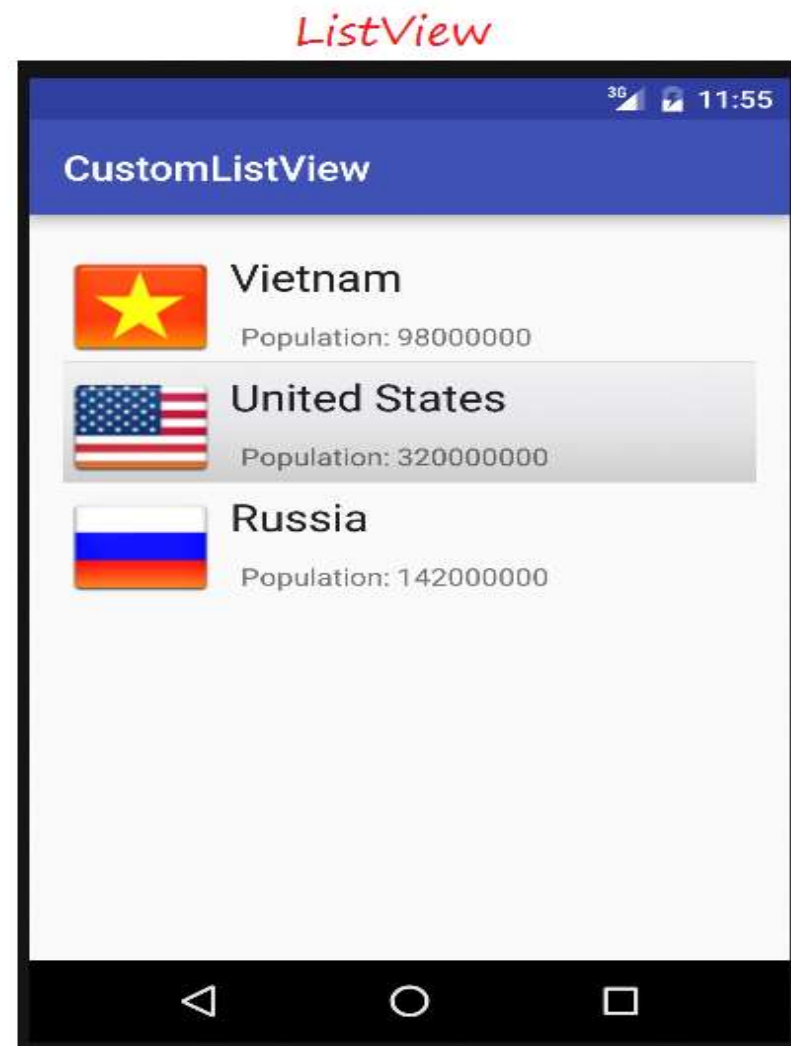 ListView
3G 11:55
CustomListView
Vietnam
Population: 98000000
United States
Population: 320000000
Russia
Population: 142000000